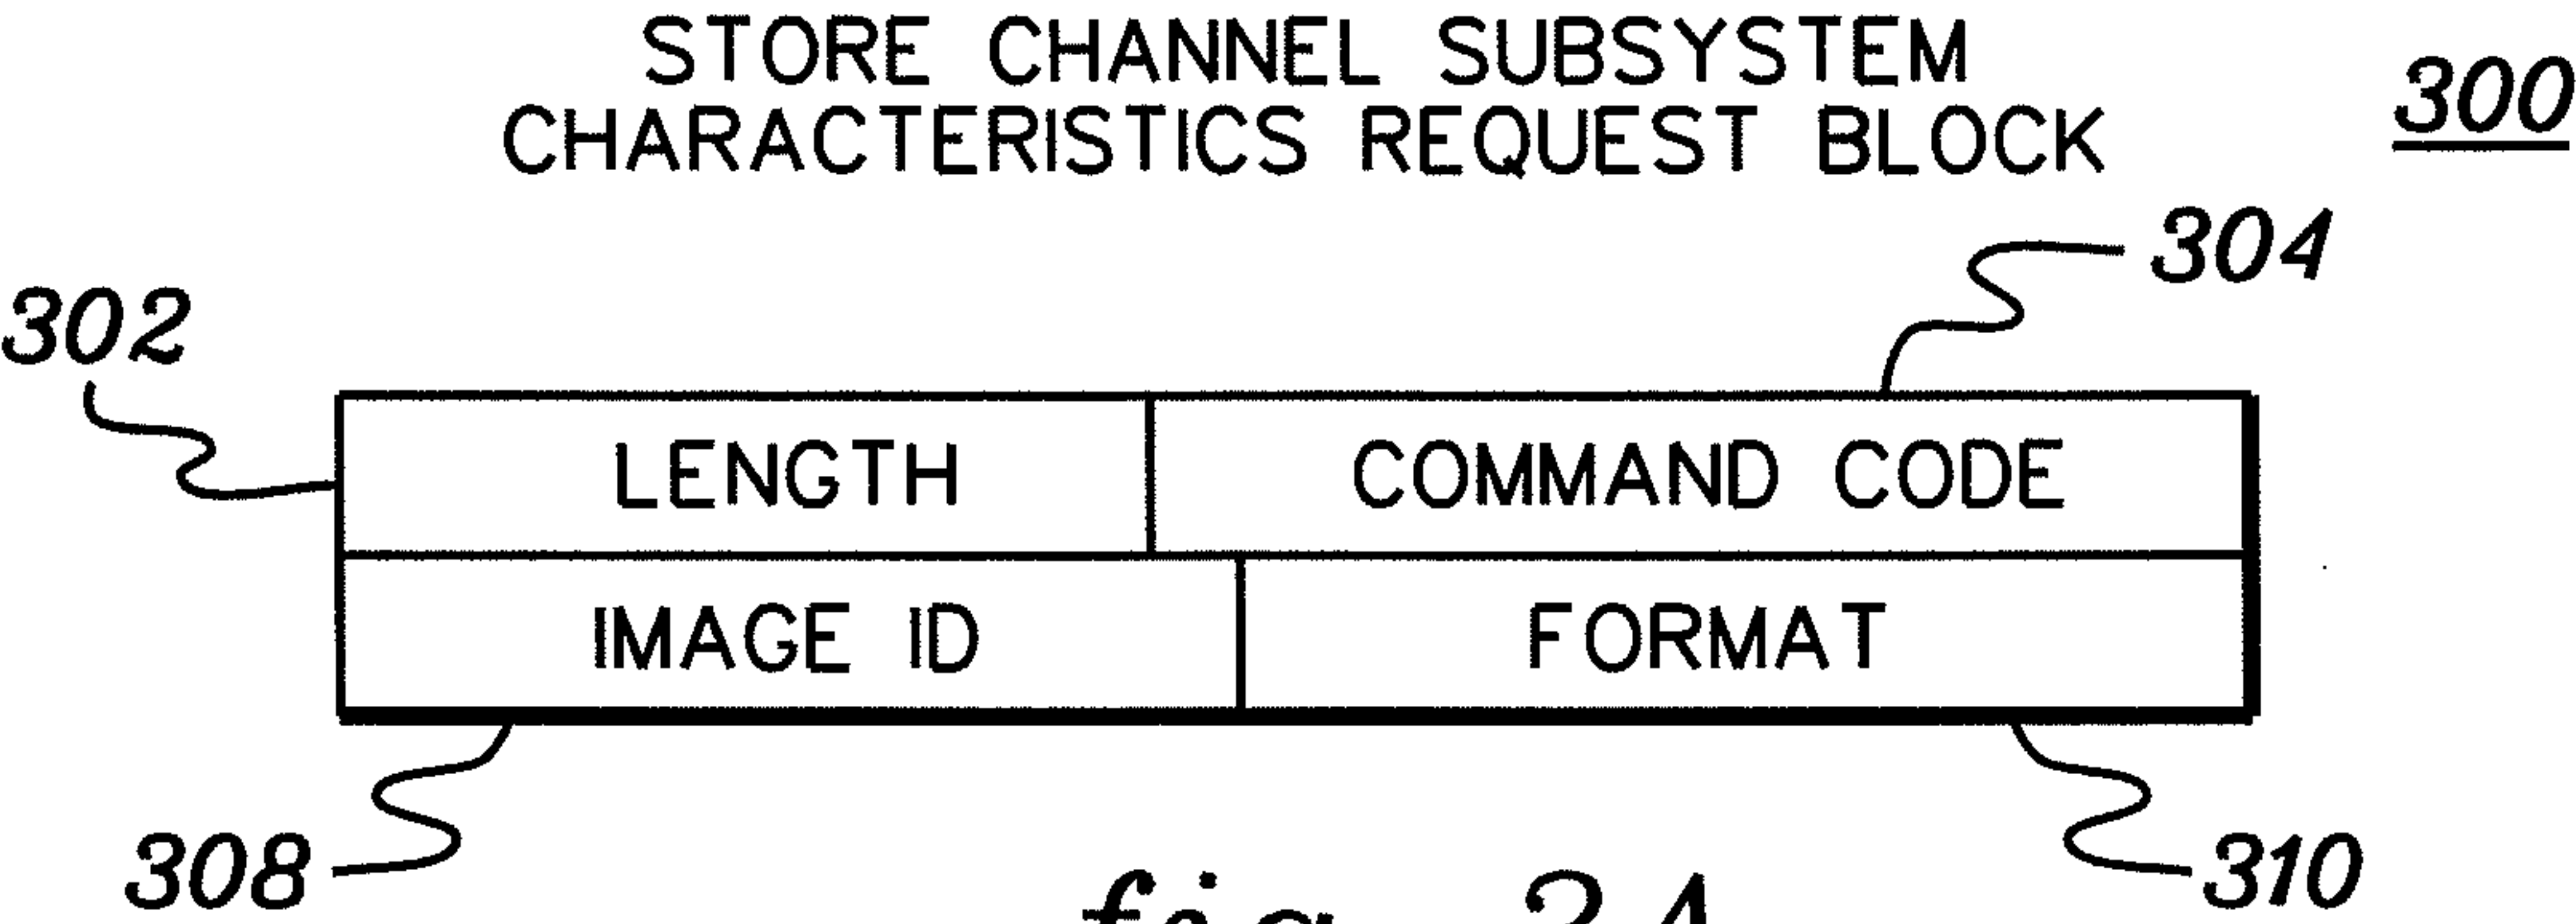 STORE CHANNEL SUBSYSTEM
CHARACTERISTICS REQUEST BLOCK
300
304
302
LENGTH COMMAND CODE
IMAGE ID FORMAT
308
310